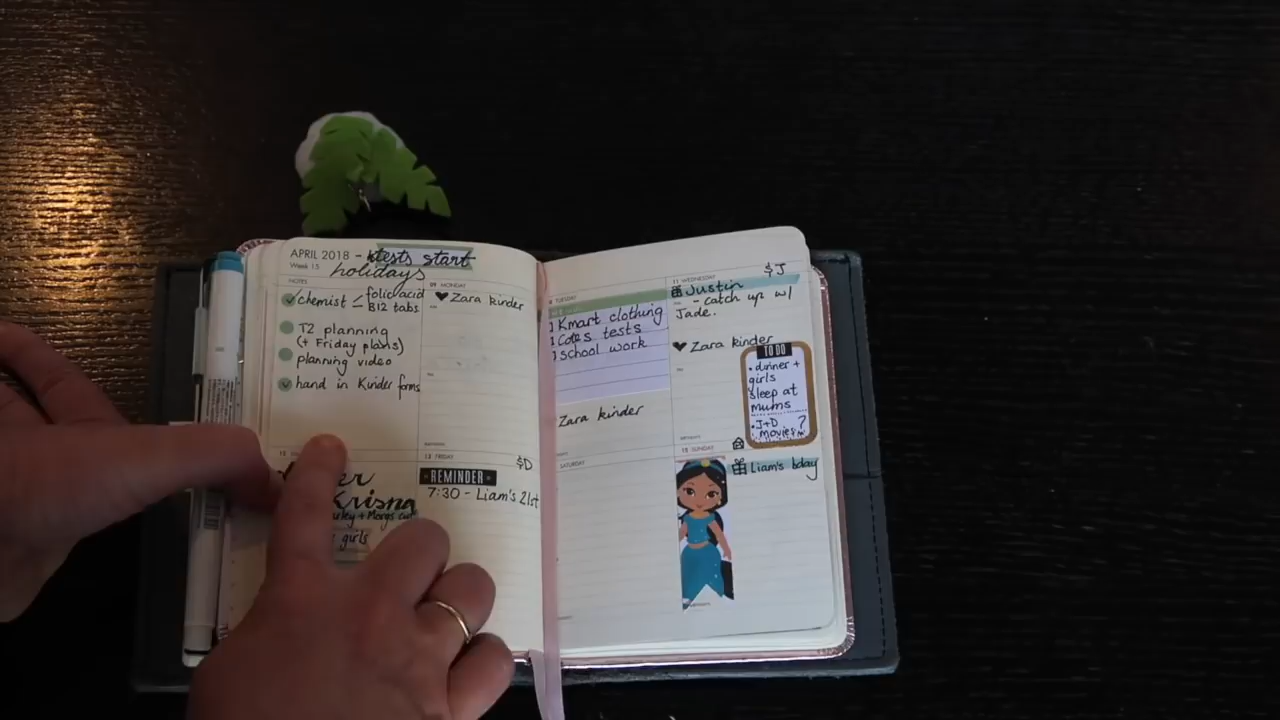 APRIL 2018 - tests start
Week 15
holidays
NOTES
chemist
folic acid
B12 tabs
T2 planning
(+ Friday plans)
planning video
hand in Kinder forms
09 MONDAY
Zara kinder
12
Krisna
girls
13 FRIDAY
$D
REMINDER
7:30 - Liam's 21st
TUESDAY
Kmart clothing
Coles tests
school work
Zara kinder
SATURDAY
11 WEDNESDAY
$J
Justin
- catch up w/
Jade.
Zara kinder
TO DO
• dinner +
girls
sleep at
mums
• J+D ?
movies
15 SUNDAY
Liam's bday